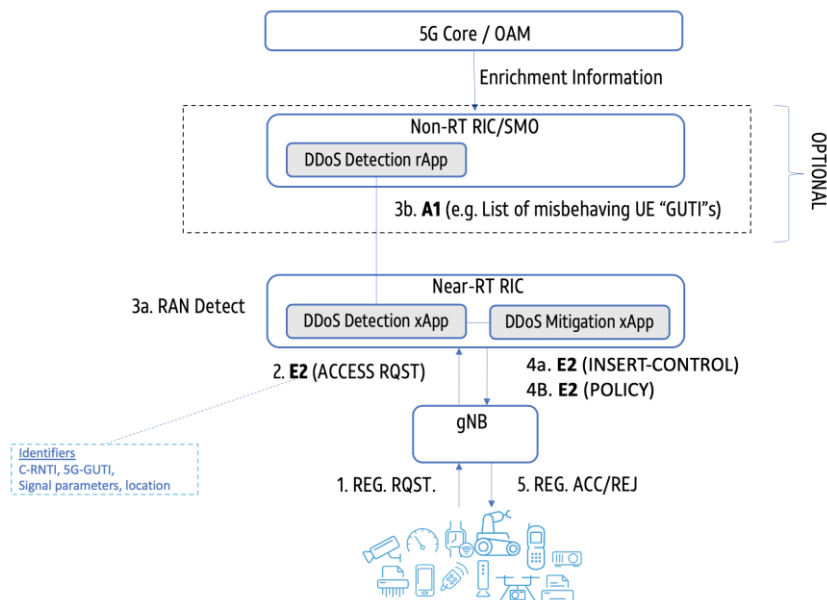 5G Core / OAM
Enrichment Information
Non-RT RIC/SMO
DDoS Detection rApp
3b. A1 (e.g. List of misbehaving UE “GUTI”s)
OPTIONAL
Near-RT RIC
3a. RAN Detect
DDoS Detection xApp
DDoS Mitigation xApp
2. E2 (ACCESS RQST)
4a. E2 (INSERT-CONTROL)
4B. E2 (POLICY)
gNB
Identifiers
C-RNTI, 5G-GUTI,
Signal parameters, location
1. REG. RQST.
5. REG. ACC/REJ